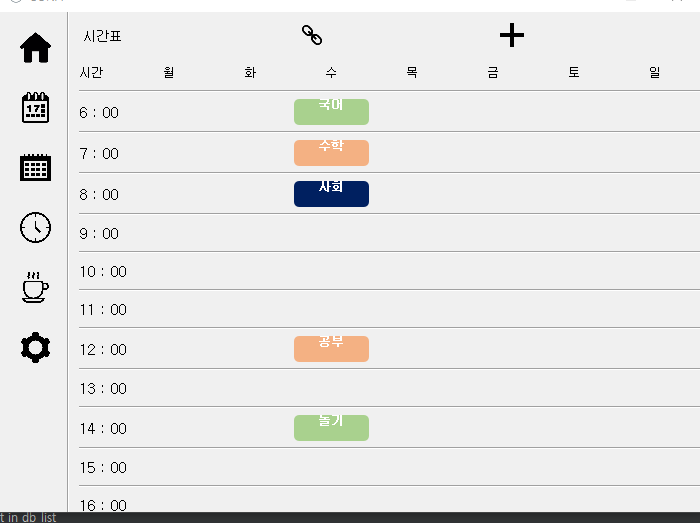 시간표
시간 월 화 수 목 금 토 일
6 : 00 국어
7 : 00 수학
8 : 00 사회
9 : 00
10 : 00
11 : 00
12 : 00 공부
13 : 00
14 : 00 놀기
15 : 00
16 : 00
17
t in db list